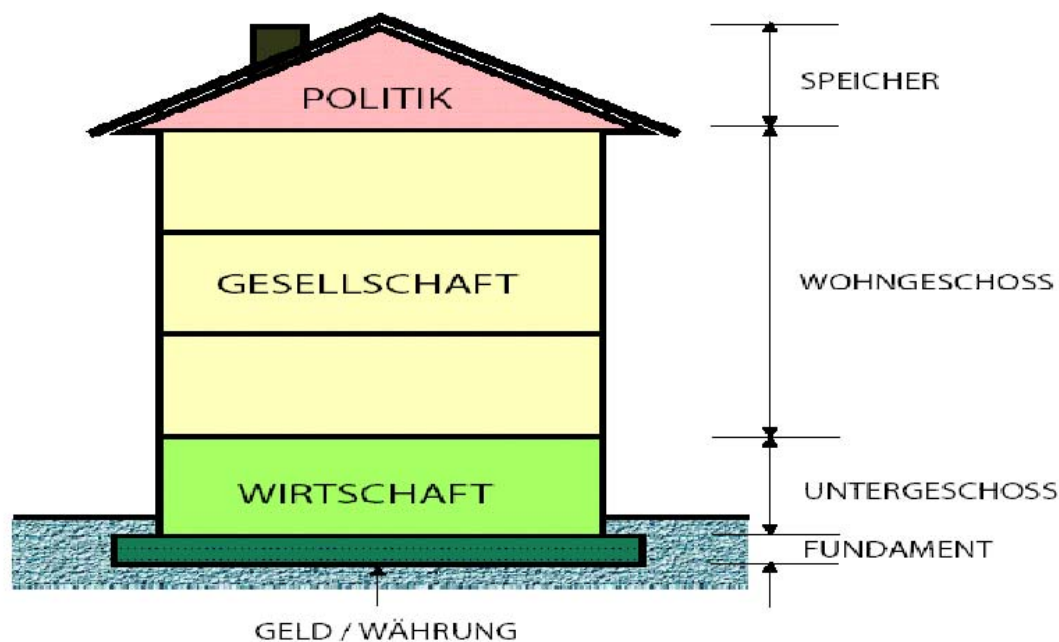 POLITIK
SPEICHER
GESELLSCHAFT
WOHNGESCHOSS
WIRTSCHAFT
UNTERGESCHOSS
FUNDAMENT
GELD / WÄHRUNG